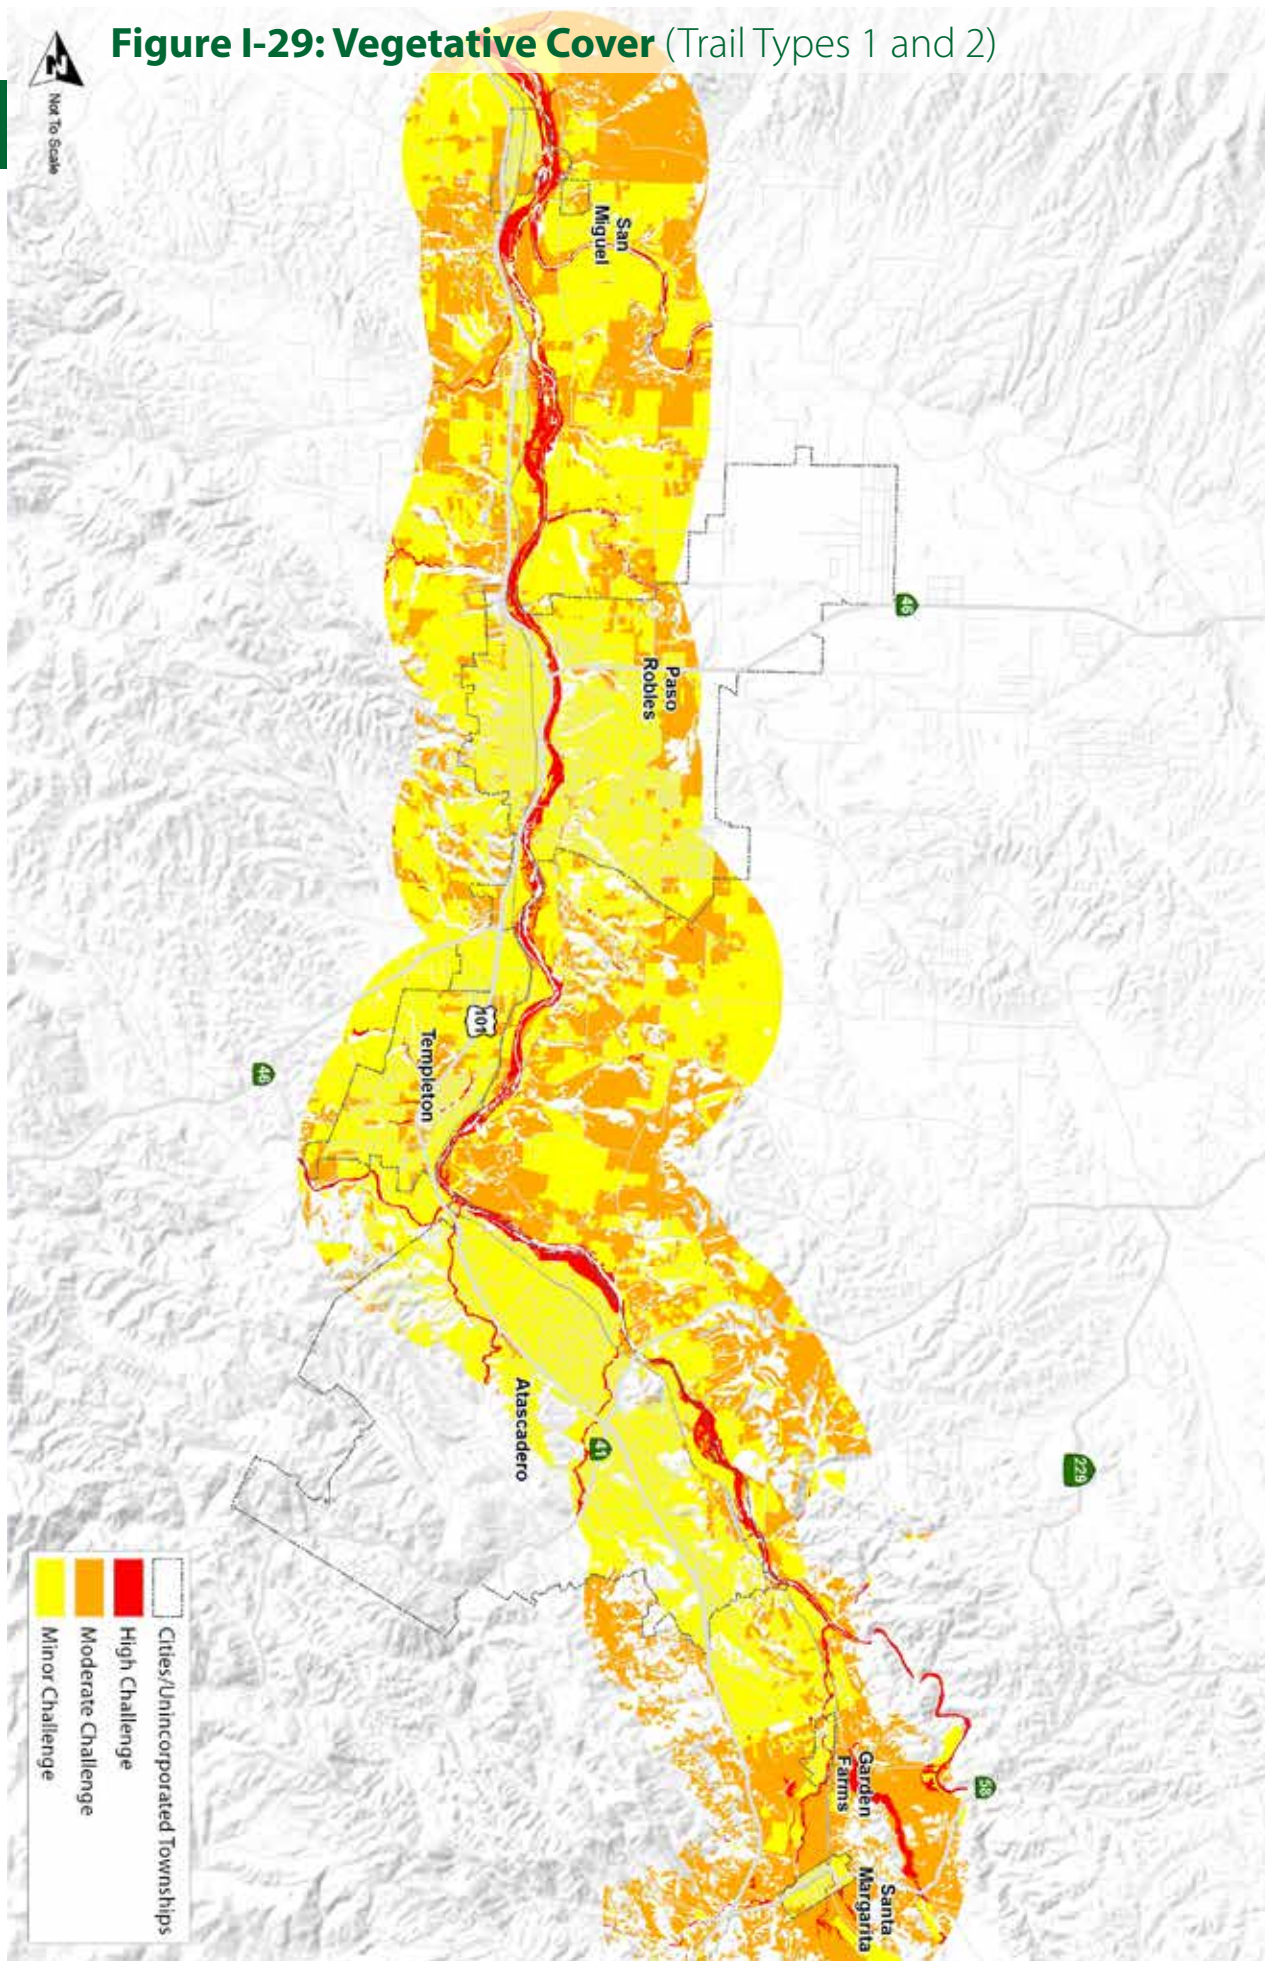 Figure I-29: Vegetative Cover (Trail Types 1 and 2)
N
Not To Scale
San
Miguel
46
Paso
Robles
101
Templeton
46
Atascadero
41
229
Garden
Farms
58
Santa
Margarita
Cities/Unincorporated Townships
High Challenge
Moderate Challenge
Minor Challenge